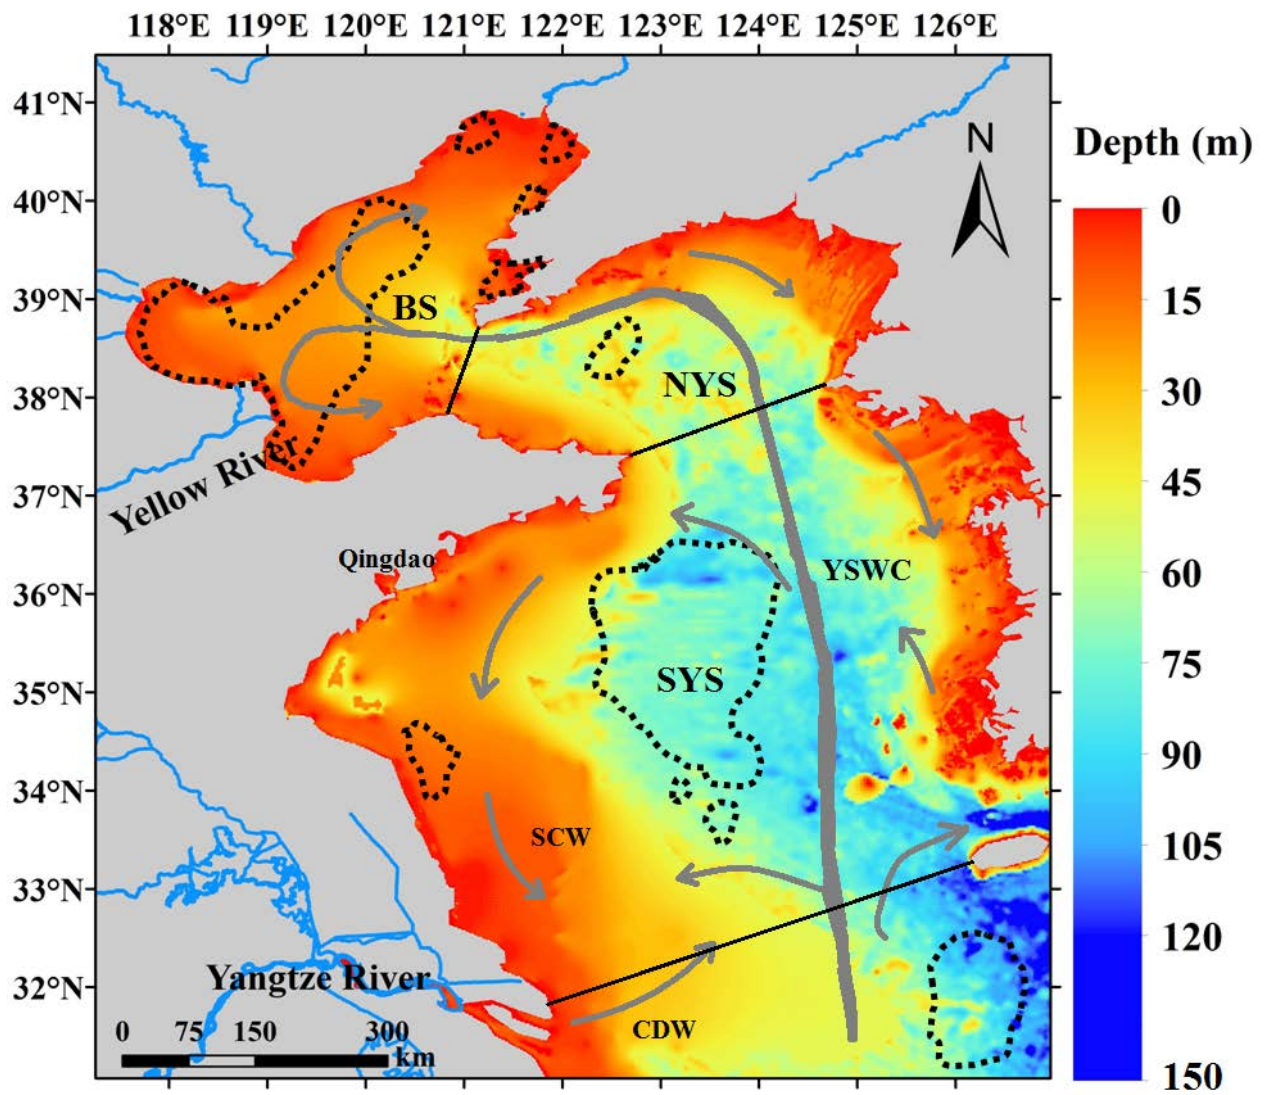 118°E 119°E 120°E 121°E 122°E 123°E 124°E 125°E 126°E
41°N
40°N
39°N
38°N
37°N
36°N
35°N
34°N
33°N
32°N
N
BS
NYS
Yellow River
Qingdao
YSWC
SYS
SCW
Yangtze River
CDW
0 75 150 300
km
Depth (m)
0
15
30
45
60
75
90
105
120
150